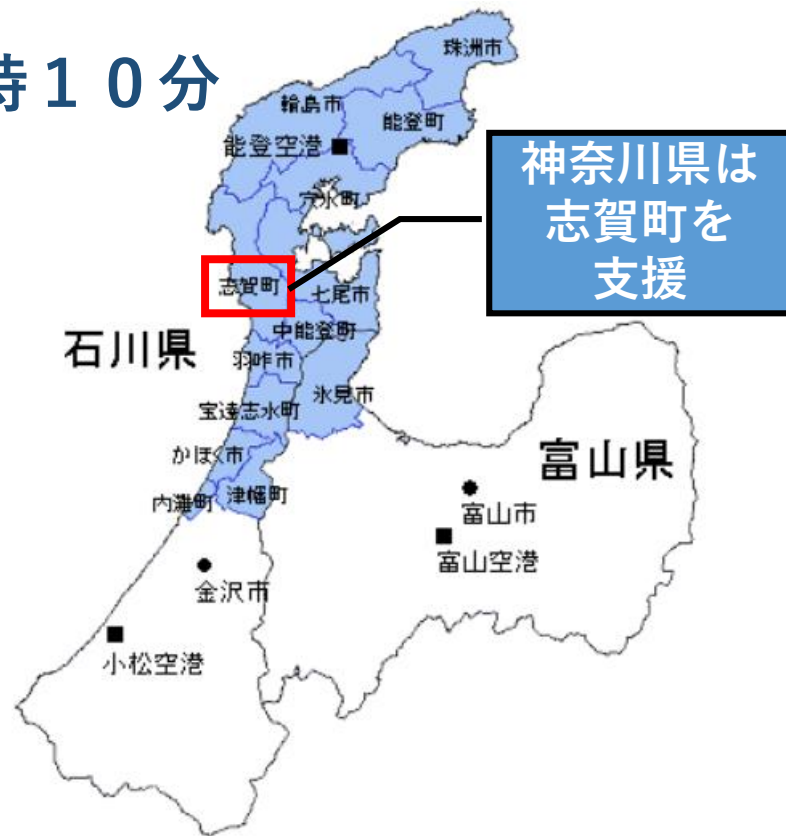 時１０分
珠洲市
輪島市
能登町
能登空港
穴水町
神奈川県は
志賀町を
支援
志賀町
七尾市
中能登町
石川県
羽咋市
氷見市
宝達志水町
かほく市
富山県
内灘町
津幡町
富山市
富山空港
金沢市
小松空港